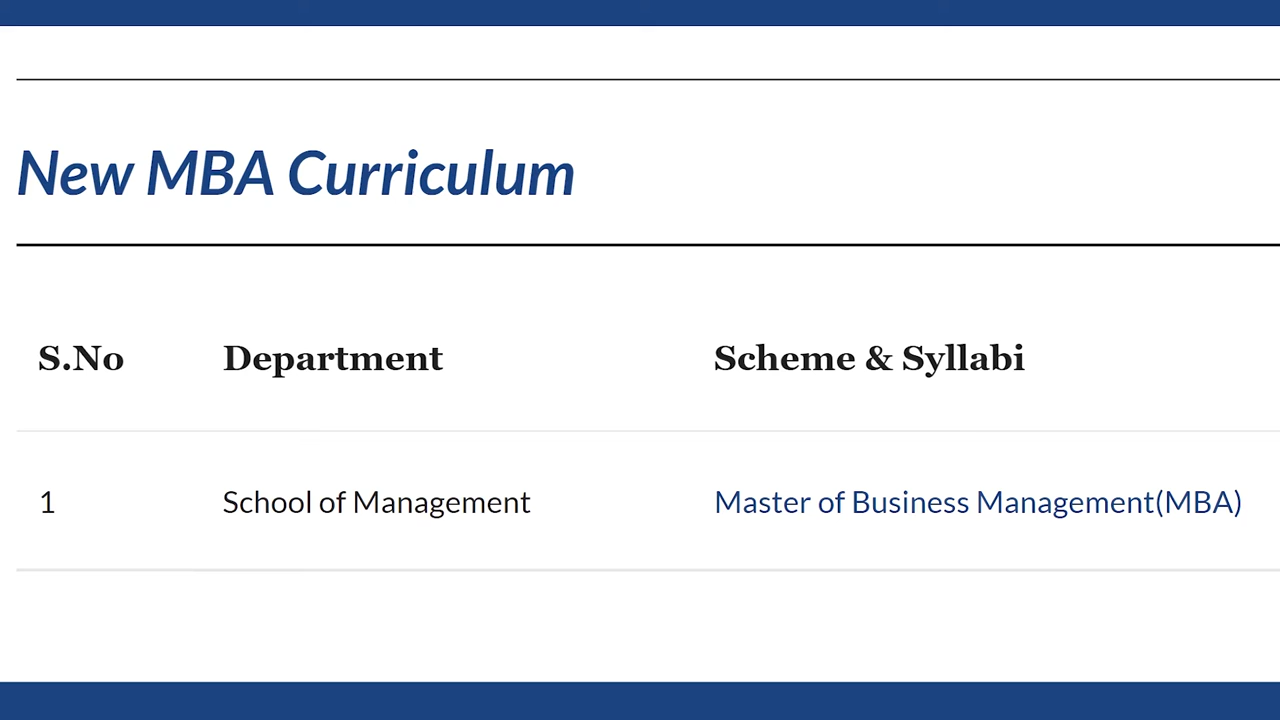 New MBA Curriculum
S.No Department Scheme & Syllabi
1 School of Management Master of Business Management(MBA)